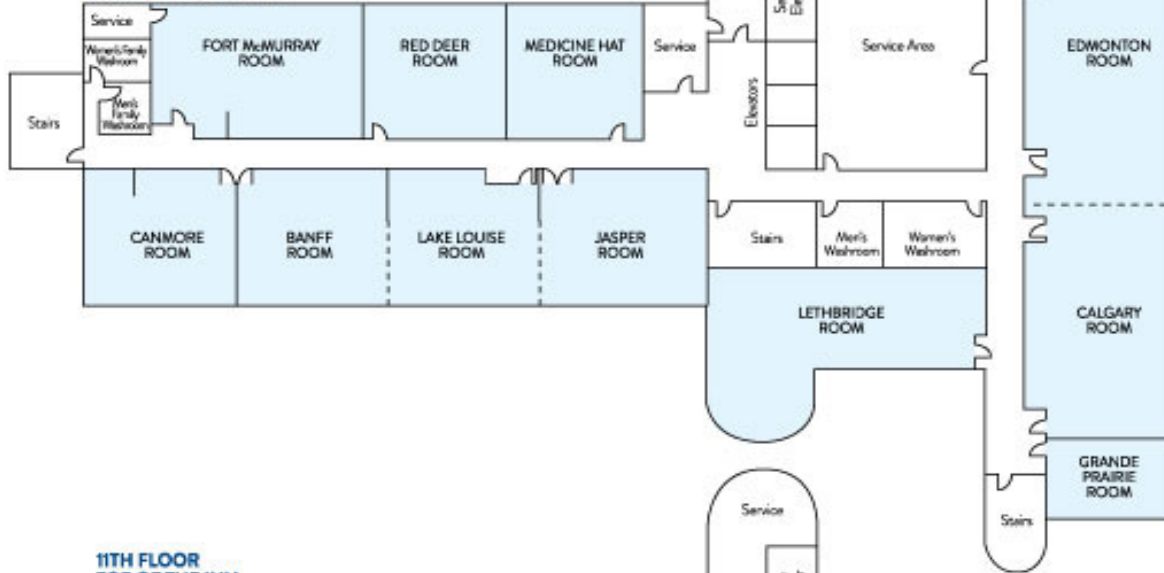 Service
Women's Family
Washroom
Men's
Family
Washroom
Stairs
FORT McMURRAY
ROOM
RED DEER
ROOM
MEDICINE HAT
ROOM
Service
Elevators
Service Area
EDMONTON
ROOM
CANMORE
ROOM
BANFF
ROOM
LAKE LOUISE
ROOM
JASPER
ROOM
Stairs
Men's
Washroom
Women's
Washroom
LETHBRIDGE
ROOM
CALGARY
ROOM
GRANDE
PRAIRIE
ROOM
Service
Stairs
11TH FLOOR